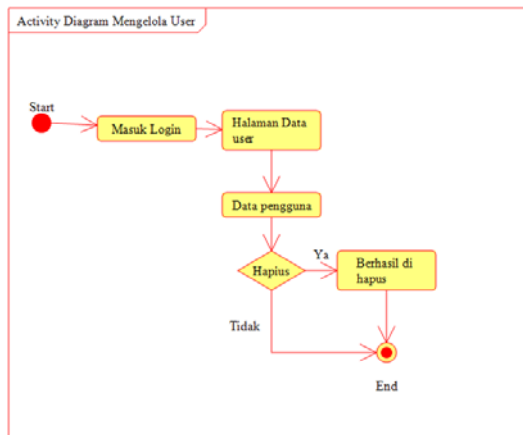 Activity Diagram Mengelola User
Start
Masuk Login
Halaman Data
user
Data pengguna
Hapius
Ya
Berhasil di
hapus
Tidak
End